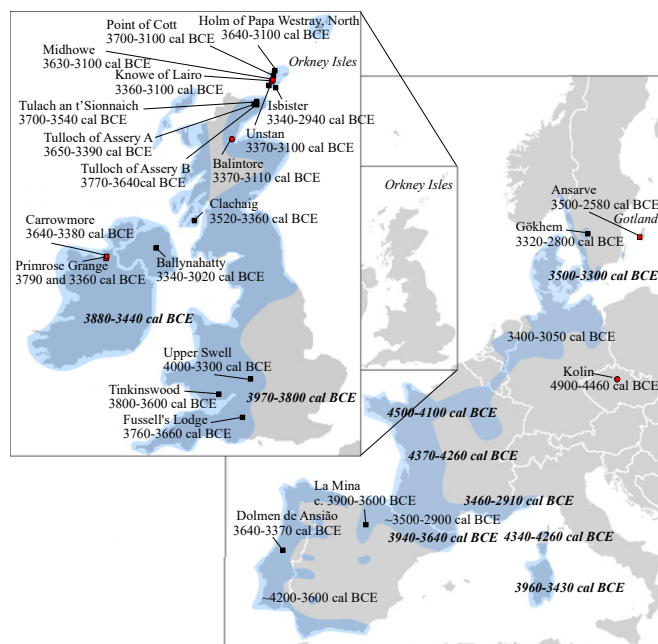 Holm of Papa Westray, North
3640-3100 cal BCE
Point of Cott
3700-3100 cal BCE
Midhowe
3630-3100 cal BCE
Orkney Isles
Knowe of Lairo
3360-3100 cal BCE
Tulach an t'Sionnaich
3700-3540 cal BCE
Isbister
3340-2940 cal BCE
Tulloch of Assery A
3650-3390 cal BCE
Unstan
3370-3100 cal BCE
Tulloch of Assery B
3770-3640cal BCE
Balintore
3370-3110 cal BCE
Clachaig
3520-3360 cal BCE
Carrowmore
3640-3380 cal BCE
Primrose Grange
3790 and 3360 cal BCE
Ballynahatty
3340-3020 cal BCE
3880-3440 cal BCE
Upper Swell
4000-3300 cal BCE
Tinkinswood
3800-3600 cal BCE
3970-3800 cal BCE
Fussell's Lodge
3760-3660 cal BCE
Orkney Isles
Ansarve
3500-2580 cal BCE
Gotland
Gökhem
3320-2800 cal BCE
3500-3300 cal BCE
3400-3050 cal BCE
Kolin
4900-4460 cal BCE
4500-4100 cal BCE
4370-4260 cal BCE
La Mina
c. 3900-3600 BCE
3460-2910 cal BCE
~3500-2900 cal BCE
Dolmen de Ansião
3640-3370 cal BCE
3940-3640 cal BCE
4340-4260 cal BCE
3960-3430 cal BCE
~4200-3600 cal BCE